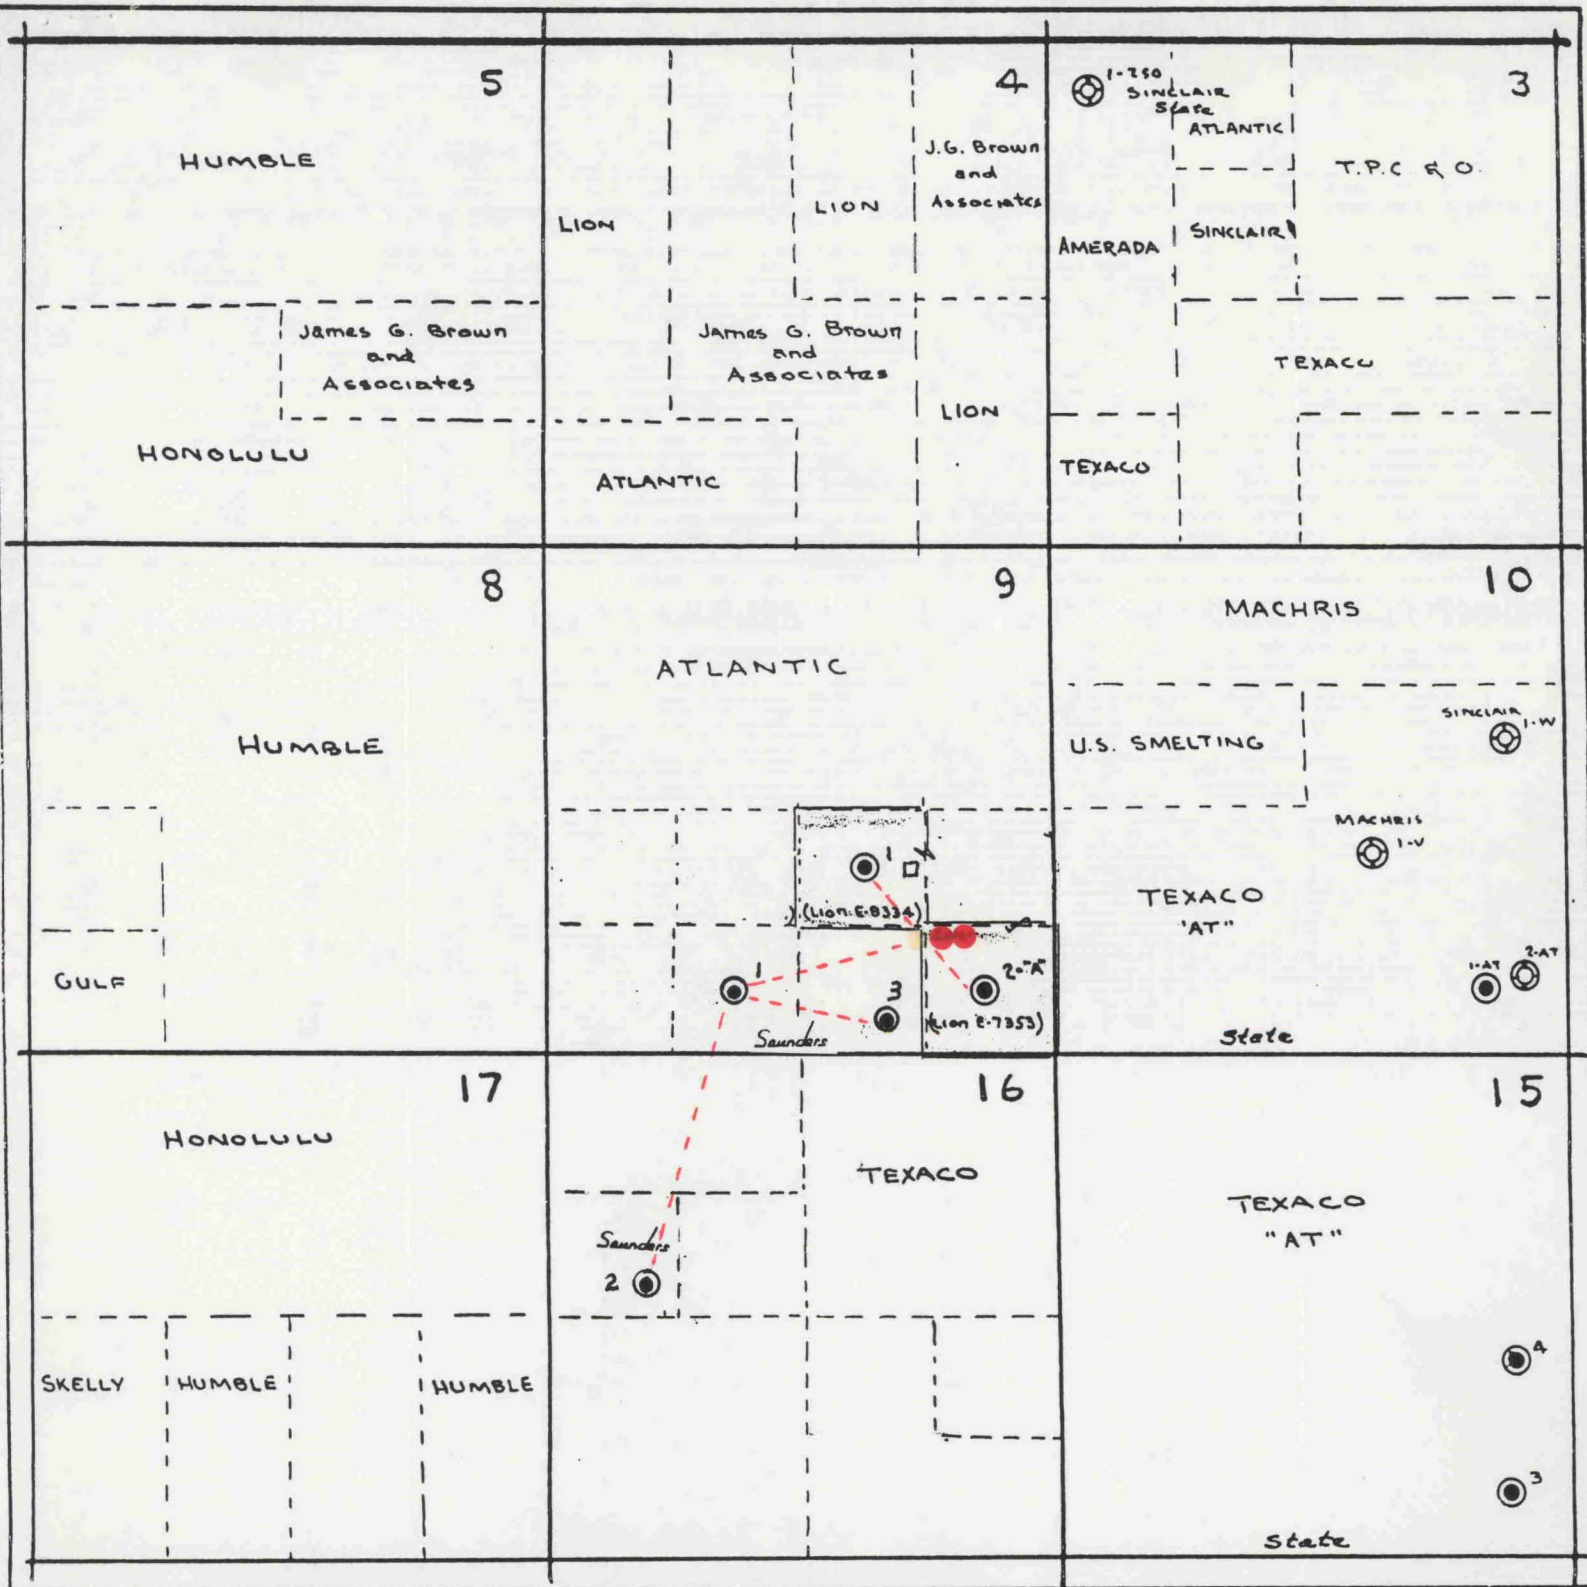 5
HUMBLE
James G. Brown
and
Associates
HONOLULU
4
LION
LION
J.G. Brown
and
Associates
James G. Brown
and
Associates
LION
ATLANTIC
3
1-250
SINCLAIR
State
ATLANTIC
T.P.C & O.
SINCLAIR
AMERADA
TEXACO
TEXACO
8
HUMBLE
GULF
9
ATLANTIC
1
(LION: E-8334)
1
3
2-"A"
(Lion E-7353)
Saunders
10
MACHRIS
U.S. SMELTING
SINCLAIR
1-W
MACHRIS
1-V
TEXACO
'AT"
1-AT
2-AT
State
17
HONOLULU
SKELLY
HUMBLE
HUMBLE
16
TEXACO
Saunders
2
15
TEXACO
"AT"
4
3
State